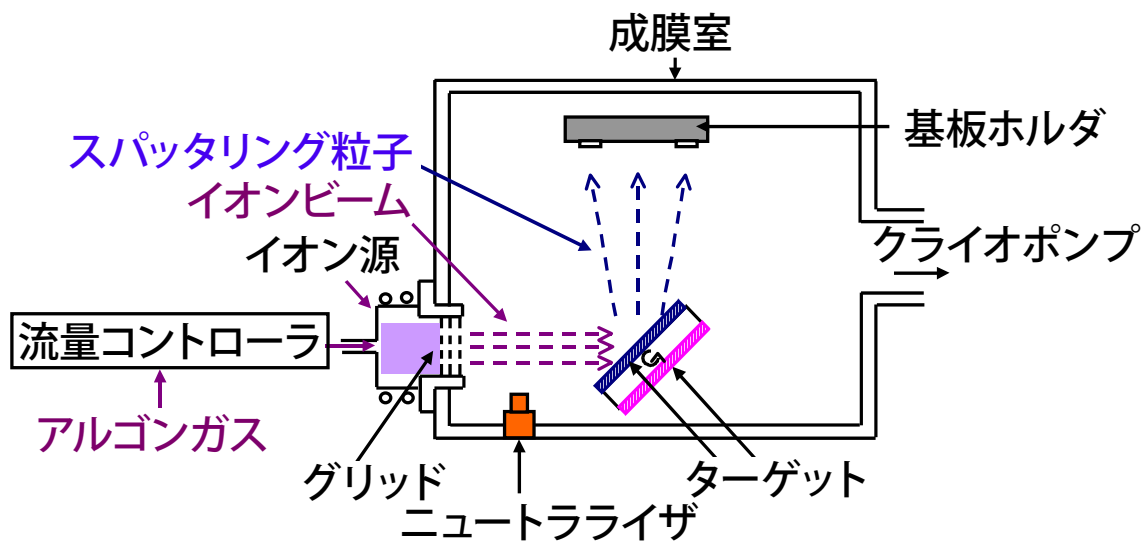 成膜室
基板ホルダ
スパッタリング粒子
イオンビーム
イオン源
クライオポンプ
流量コントローラ
アルゴンガス
グリッド
ターゲット
ニュートラライザ